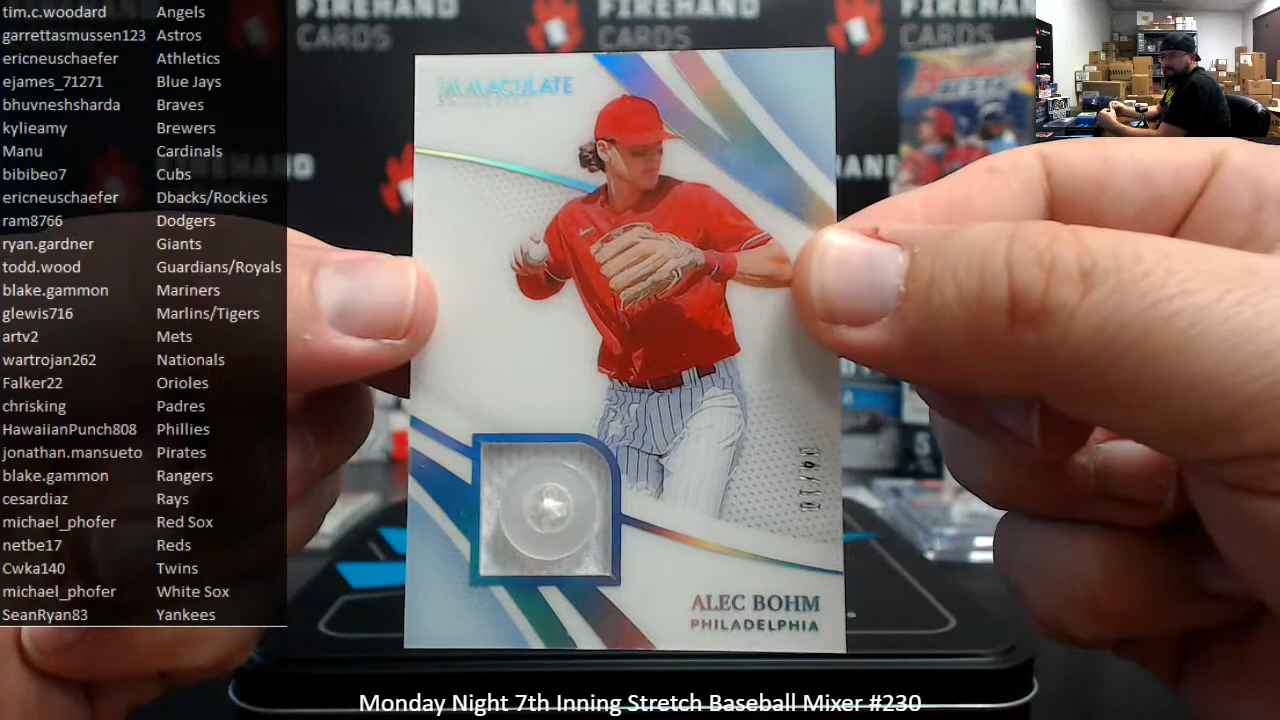 tim.c.woodard Angels
garrettasmussen123 Astros
ericneuschaefer Athletics
ejames_71271 Blue Jays
bhuvneshsharda Braves
kylieamy Brewers
Manu Cardinals
bibibeo7 Cubs
ericneuschaefer Dbacks/Rockies
ram8766 Dodgers
ryan.gardner Giants
todd.wood Guardians/Royals
blake.gammon Mariners
glewis716 Marlins/Tigers
artv2 Mets
wartrojan262 Nationals
Falker22 Orioles
chrisking Padres
HawaiianPunch808 Phillies
jonathan.mansueto Pirates
blake.gammon Rangers
cesardiaz Rays
michael_phofer Red Sox
netbe17 Reds
Cwka140 Twins
michael_phofer White Sox
SeanRyan83 Yankees
FIREHAND
CARDS
FIREHAND
CARDS
FIREHAND
CARDS
IMMACULATE
BEST
ALEC BOHM
PHILADELPHIA
Monday Night 7th Inning Stretch Baseball Mixer #230